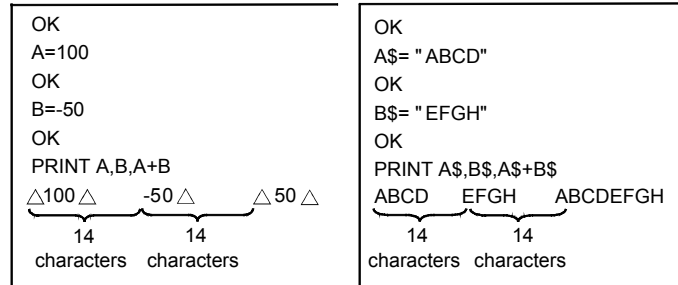 OK
A=100
OK
B=-50
OK
PRINT A,B,A+B
△100 △ -50 △ △ 50 △
14 14
characters characters
OK
A$= "ABCD"
OK
B$= "EFGH"
OK
PRINT A$,B$,A$+B$
ABCD EFGH ABCDEFGH
14 14
characters characters